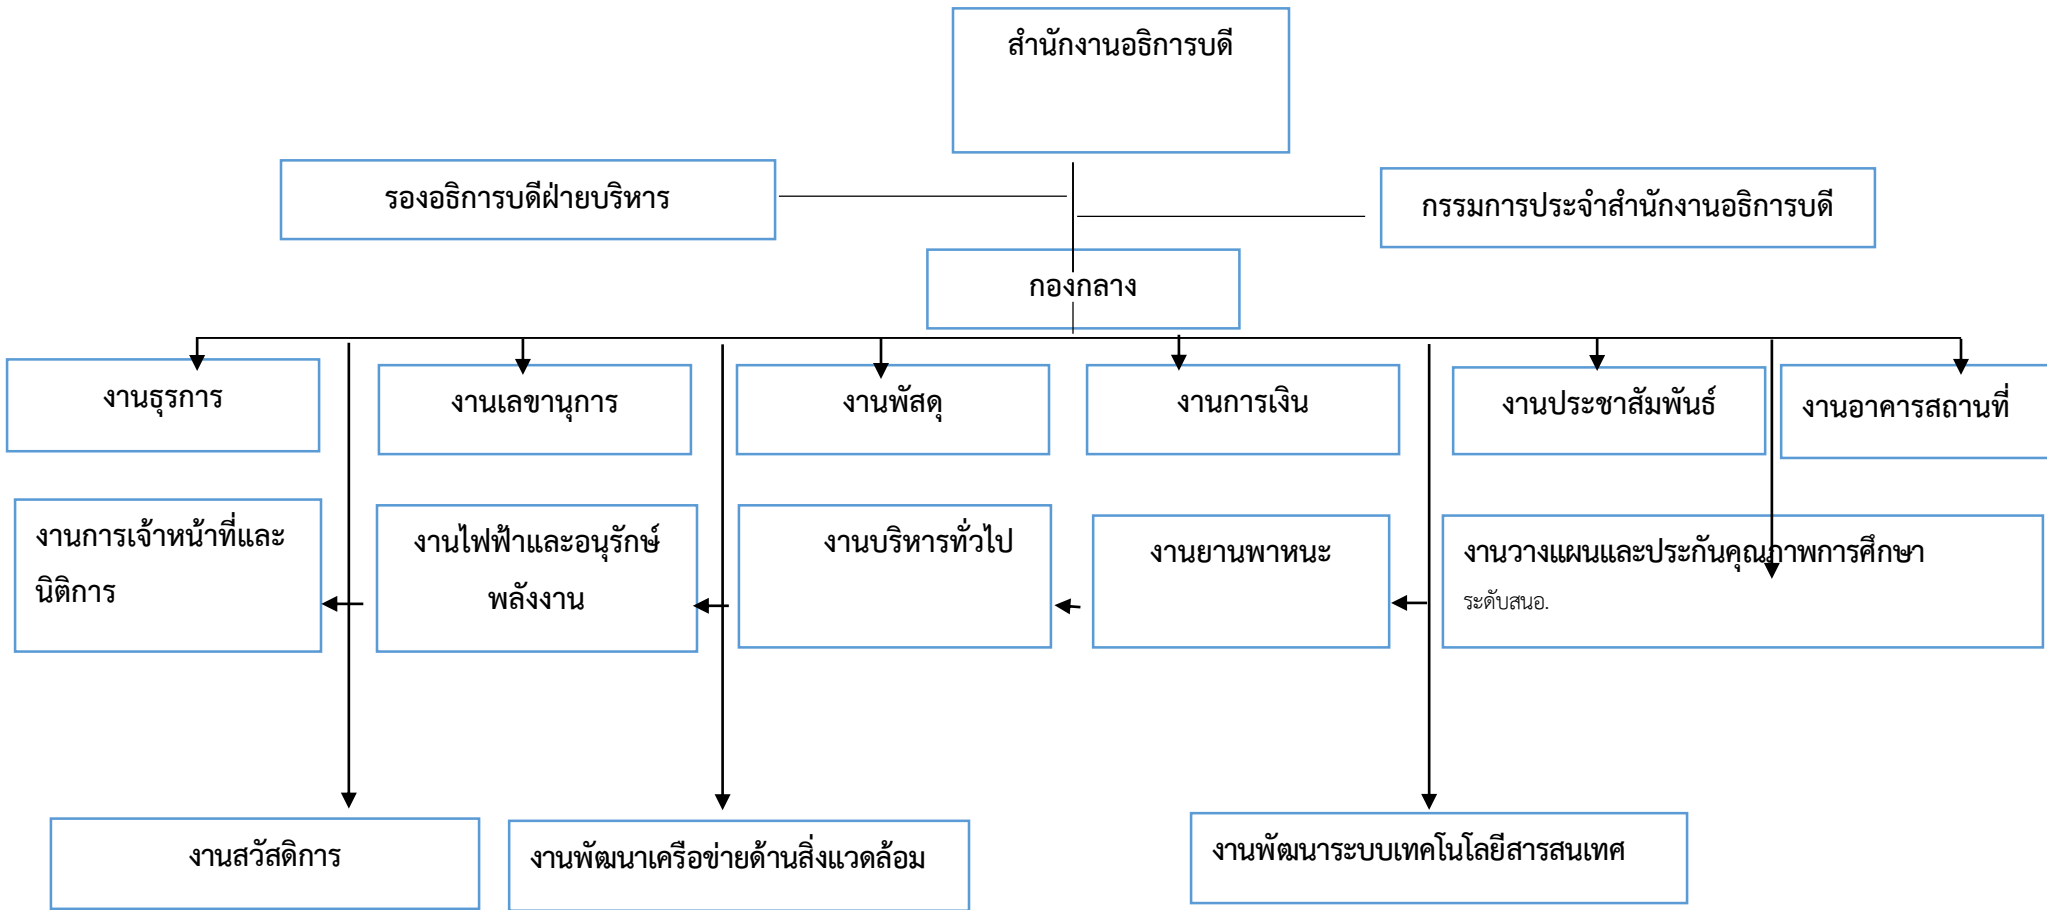 สำนักงานอธิการบดี
รองอธิการบดีฝ่ายบริหาร
กรรมการประจำสำนักงานอธิการบดี
กองกลาง
งานธุรการ
งานเลขานุการ
งานพัสดุ
งานการเงิน
งานประชาสัมพันธ์
งานอาคารสถานที่
งานการเจ้าหน้าที่และ
นิติการ
งานไฟฟ้าและอนุรักษ์
พลังงาน
งานบริหารทั่วไป
งานยานพาหนะ
งานวางแผนและประกันคุณภาพการศึกษา
ระดับสนอ.
งานสวัสดิการ
งานพัฒนาเครือข่ายด้านสิ่งแวดล้อม
งานพัฒนาระบบเทคโนโลยีสารสนเทศ